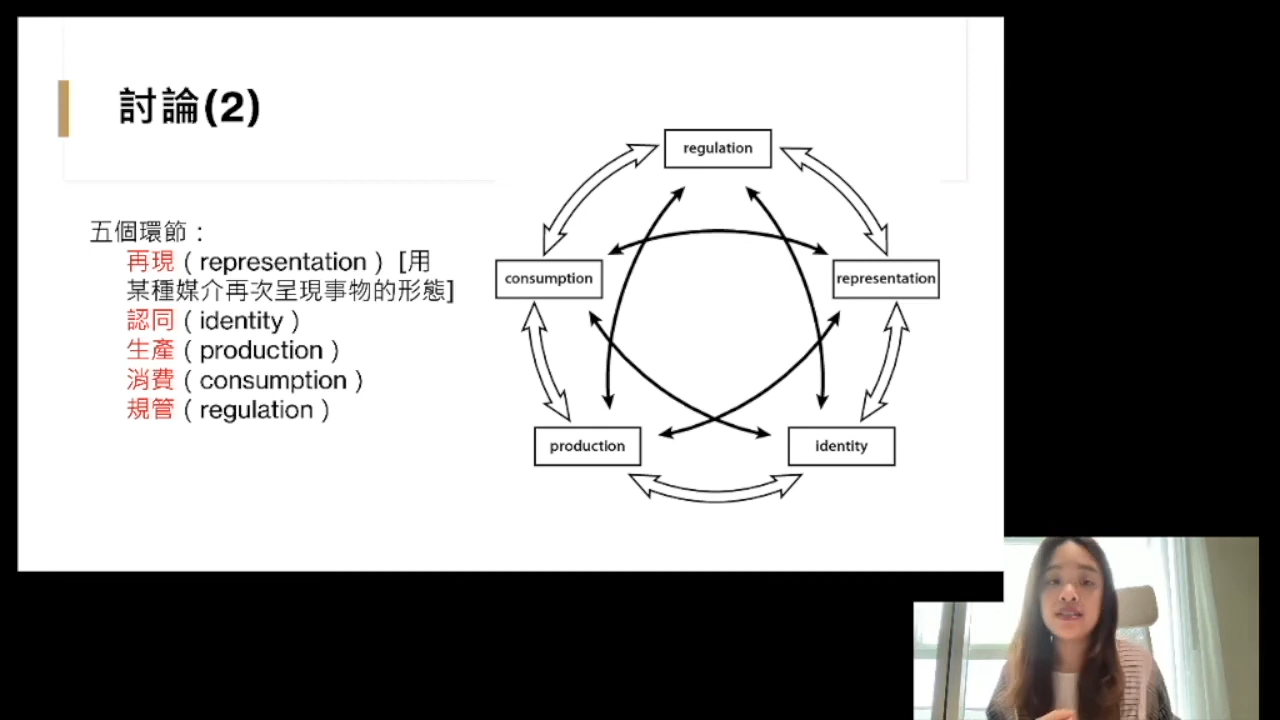 討論(2)
五個環節：
再現（representation）［用
某種媒介再次呈現事物的形態］
認同（identity）
生產（production）
消費（consumption）
規管（regulation）
regulation
consumption
representation
production
identity